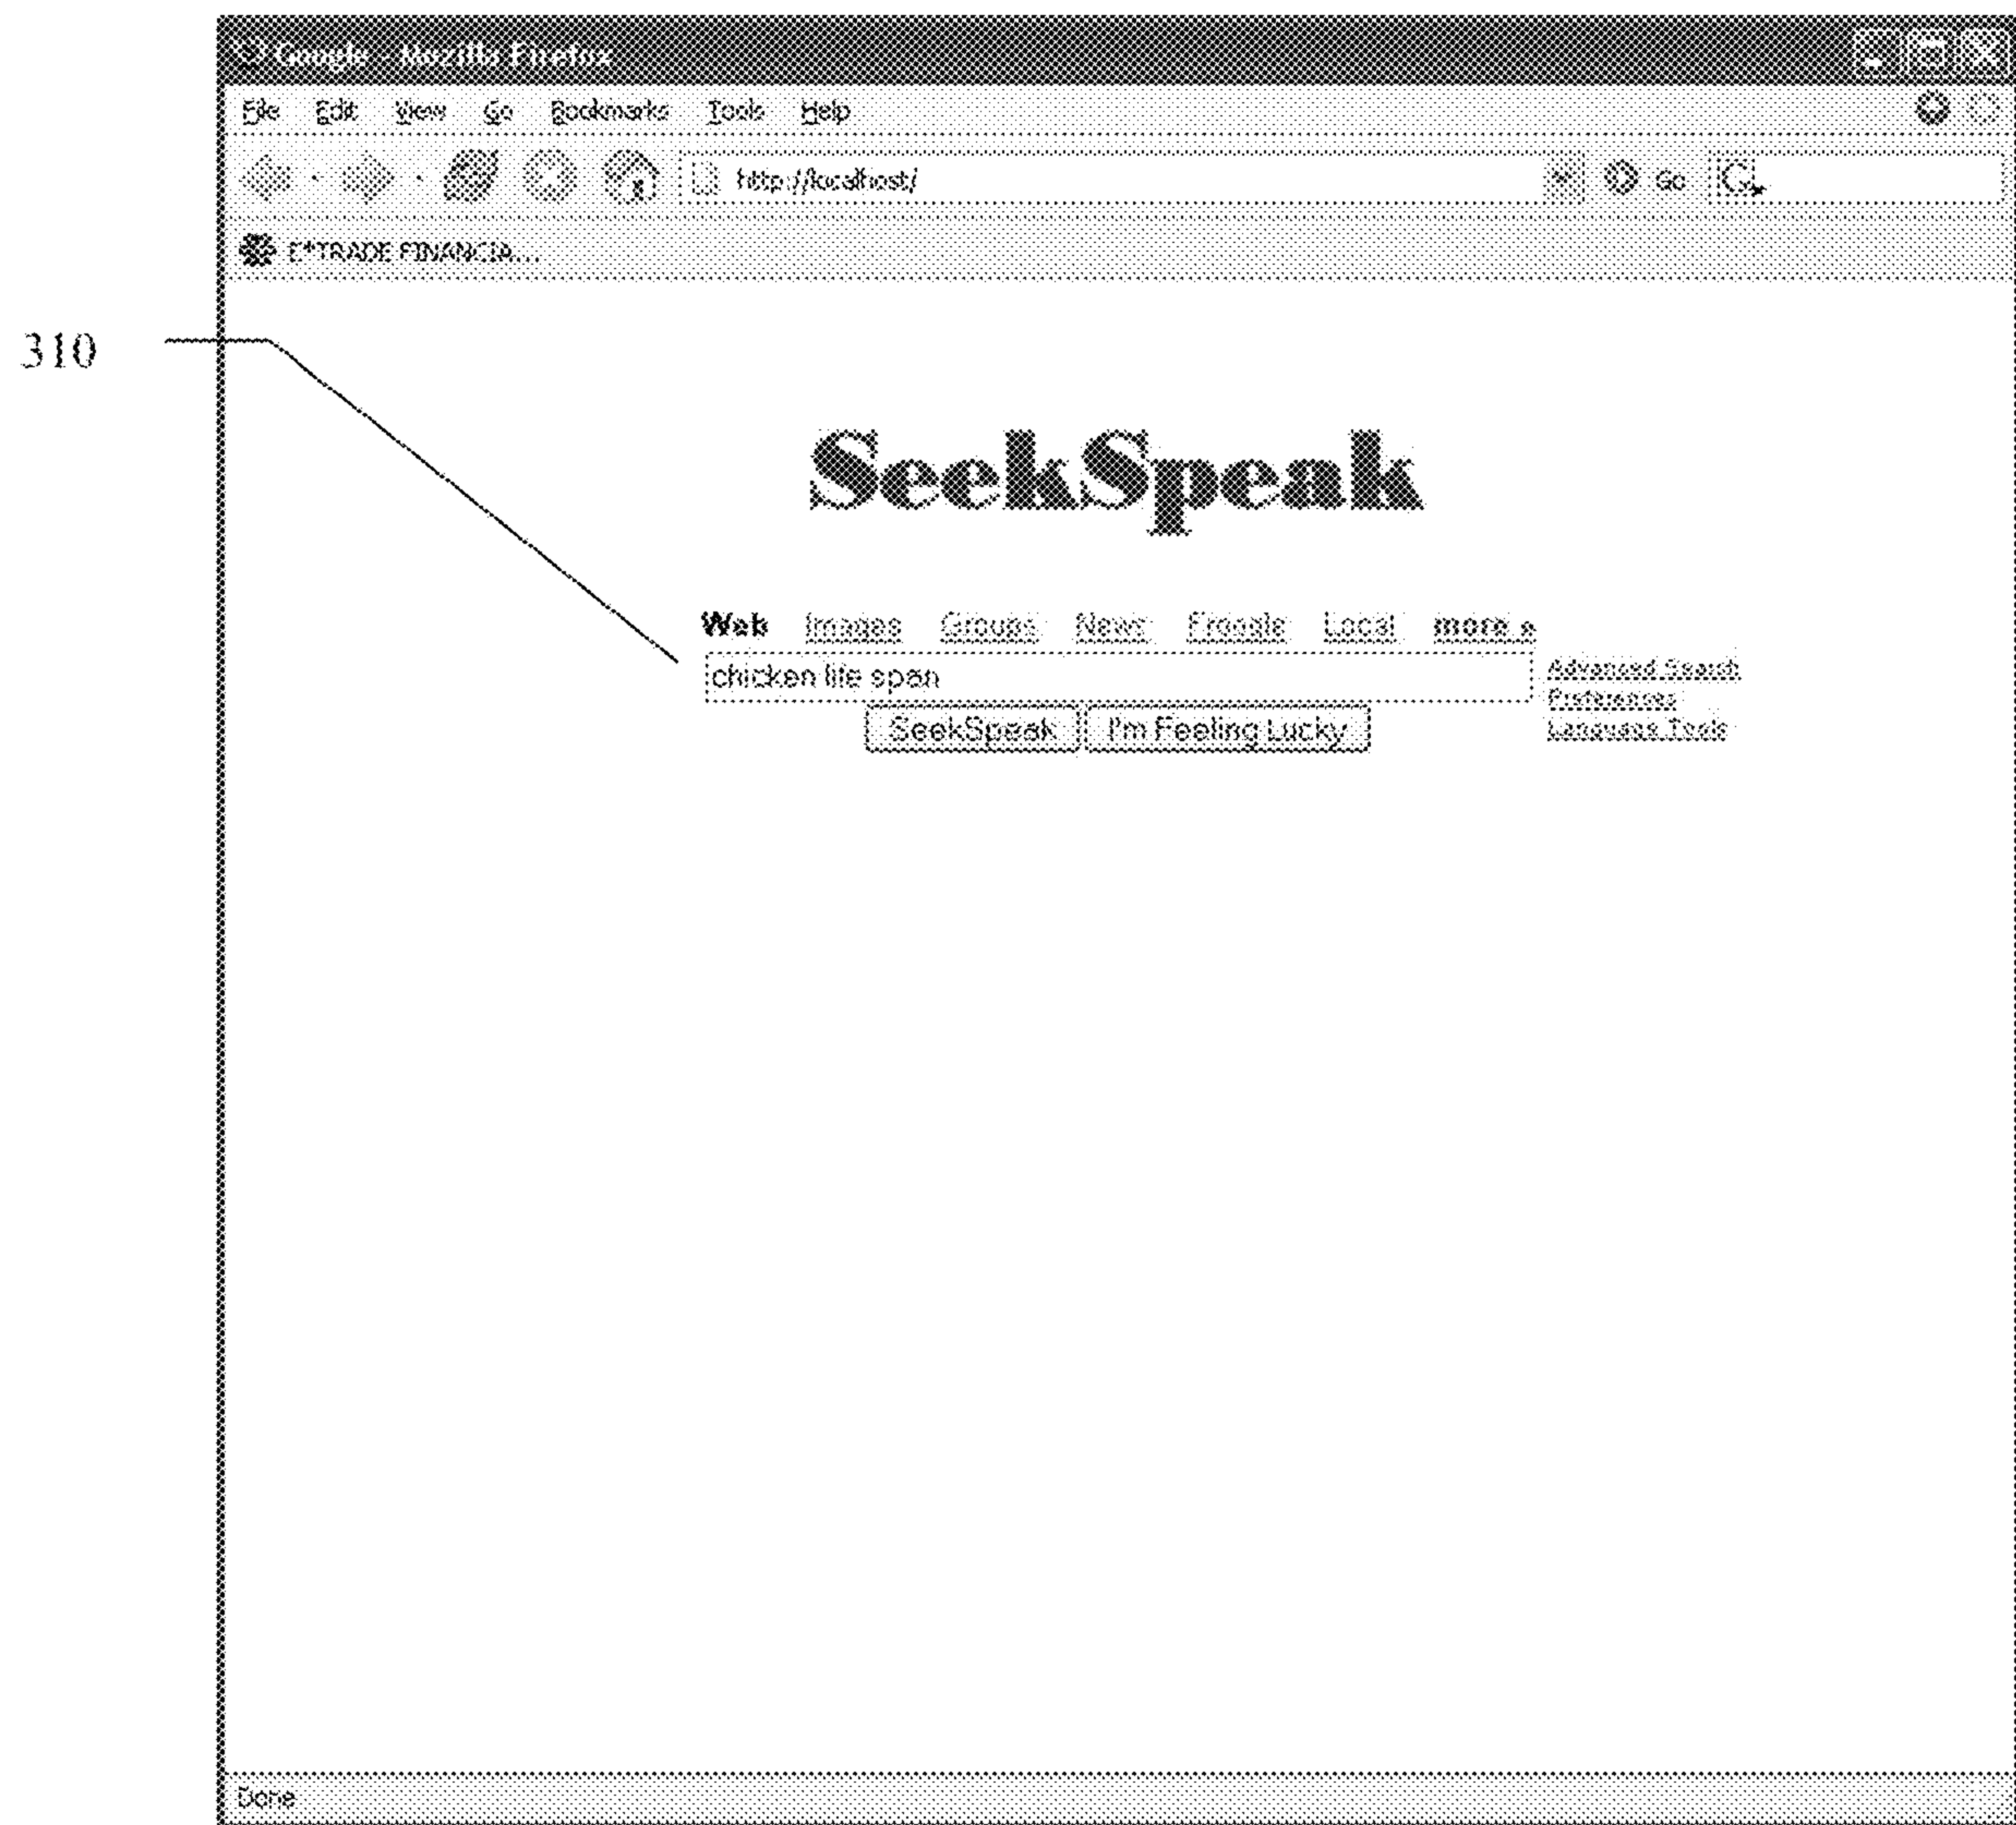 Google - Mozilla Firefox
File Edit View Go Bookmarks Tools Help
http://localhost/ Go G
E*TRADE FINANCIA...
310
SeekSpeak
Web Images Groups News Froogle Local more »
chicken life span
Advanced Search
Preferences
Language Tools
SeekSpeak I'm Feeling Lucky
Done